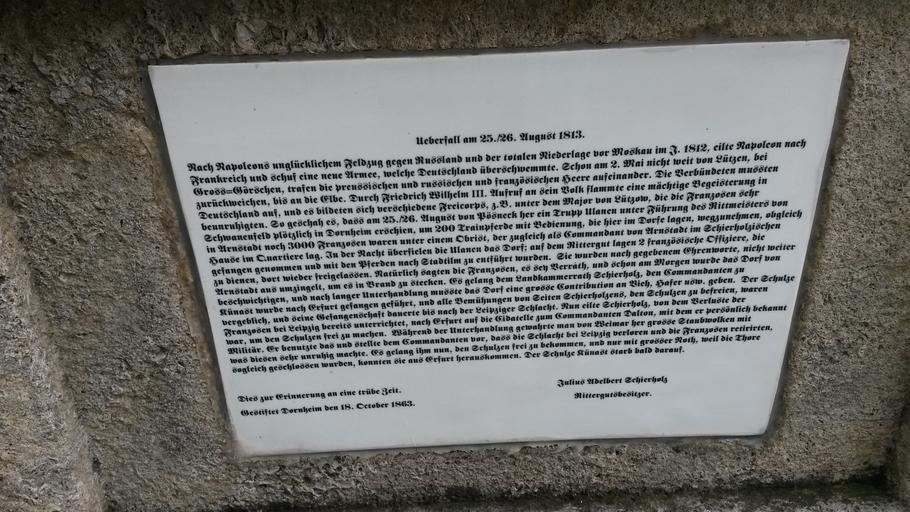 Ueberfall am 25./26. August 1813.
Nach Napoleons unglücklichem Feldzug gegen Russland und der totalen Niederlage vor Moskau im J. 1812, eilte Napoleon nach
Frankreich und schuf eine neue Armee, welche Deutschland überschwemmte. Schon am 2. Mai nicht weit von Lützen, bei
Gross=Görschen, trafen die preussischen und russischen und französischen Heere aufeinander. Die Verbündeten mussten
zurückweichen, bis an die Elbe. Durch Friedrich Wilhelm III. Aufruf an sein Volk flammte eine mächtige Begeisterung in
Deutschland auf, und es bildeten sich verschiedene Freicorps, z.B. unter dem Major von Lützow, die die Franzosen sehr
beunruhigten. So geschah es, dass am 25./26. August von Pösneck her ein Trupp Ulanen unter Führung des Rittmeisters von
Schwanenfeld plötzlich in Dornheim erschien, um 200 Trainpferde mit Bedienung, die hier im Dorfe lagen, wegzunehmen, obgleich
in Arnstadt noch 3000 Franzosen waren unter einem Obrist, der zugleich als Commandant von Arnstadt im Schierholzischen
Hause im Quartiere lag. In der Nacht überfielen die Ulanen das Dorf; auf dem Rittergut lagen 2 französische Offiziere, die
gefangen genommen und mit den Pferden nach Stadtilm zu entführt wurden. Sie wurden nach gegebenem Ehrenworte, nicht weiter
zu dienen, dort wieder freigelassen. Natürlich sagten die Franzosen, es sey Verrath, und schon am Morgen wurde das Dorf von
Arnstadt aus umzingelt, um es in Brand zu stecken. Es gelang dem Landkammerrath Schierholz, den Commandanten zu
beschwichtigen, und nach langer Unterhandlung musste das Dorf eine grosse Contribution an Vieh, Hafer usw. geben. Der Schulze
Künast wurde nach Erfurt gefangen geführt, und alle Bemühungen von Seiten Schierholzens, den Schulzen zu befreien, waren
vergeblich, und seine Gefangenschaft dauerte bis nach der Leipziger Schlacht. Nun eilte Schierholz, von dem Verluste der
Franzosen bei Leipzig bereits unterrichtet, nach Erfurt auf die Cidatelle zum Commandanten Dalton, mit dem er persönlich bekannt
war, um den Schulzen frei zu machen. Während der Unterhandlung gewahrte man von Weimar her grosse Staubwolken mit
Militär. Er benutzte das und stellte dem Commandanten vor, dass die Schlacht bei Leipzig verloren und die Franzosen retirirten,
was diesen sehr unruhig machte. Es gelang ihm nun, den Schulzen frei zu bekommen, und nur mit grosser Noth, weil die Thore
sogleich geschlossen wurden, konnten sie aus Erfurt herauskommen. Der Schulze Künast starb bald darauf.
Dies zur Erinnerung an eine trübe Zeit.
Gestiftet Dornheim den 18. October 1863.
Julius Adelbert Schierholz
Rittergutsbesitzer.